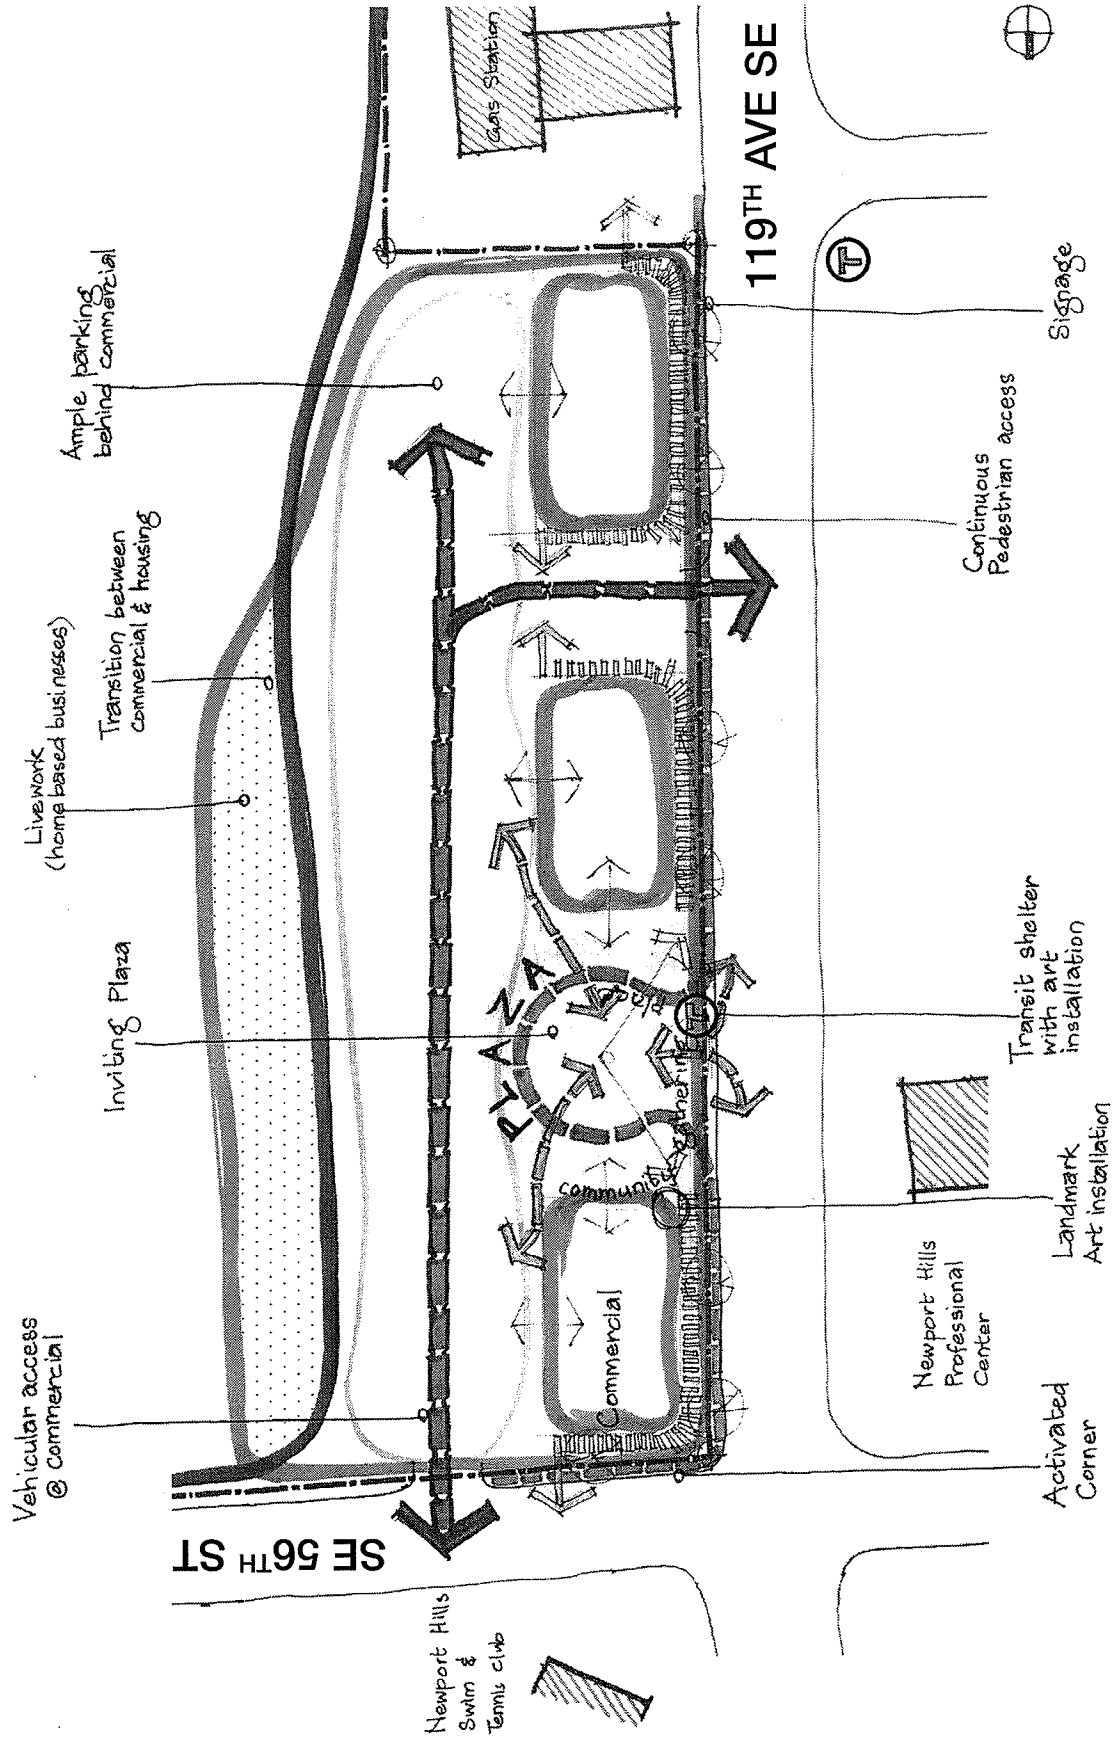 Vehicular access
@ commercial
Inviting Plaza
Livework
(home based businesses)
Transition between
commercial & housing
Ample parking
behind commercial
Gas Station
PLAZA
community gathering
Commercial
T
119TH AVE SE
SE 56TH ST
T
Newport Hills
Swim &
Tennis club
Newport Hills
Professional
Center
Activated
Corner
Landmark
Art installation
Transit shelter
with art
installation
Continuous
Pedestrian access
Signage